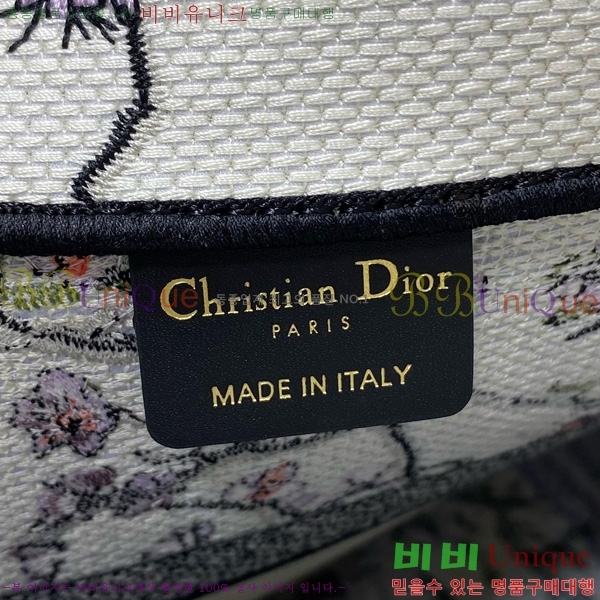 비비유니크명품구매대행
BBUniQue
BBUniQue
Christian Dior
PARIS
MADE IN ITALY
비비 Unique
믿을수 있는 명품구매대행